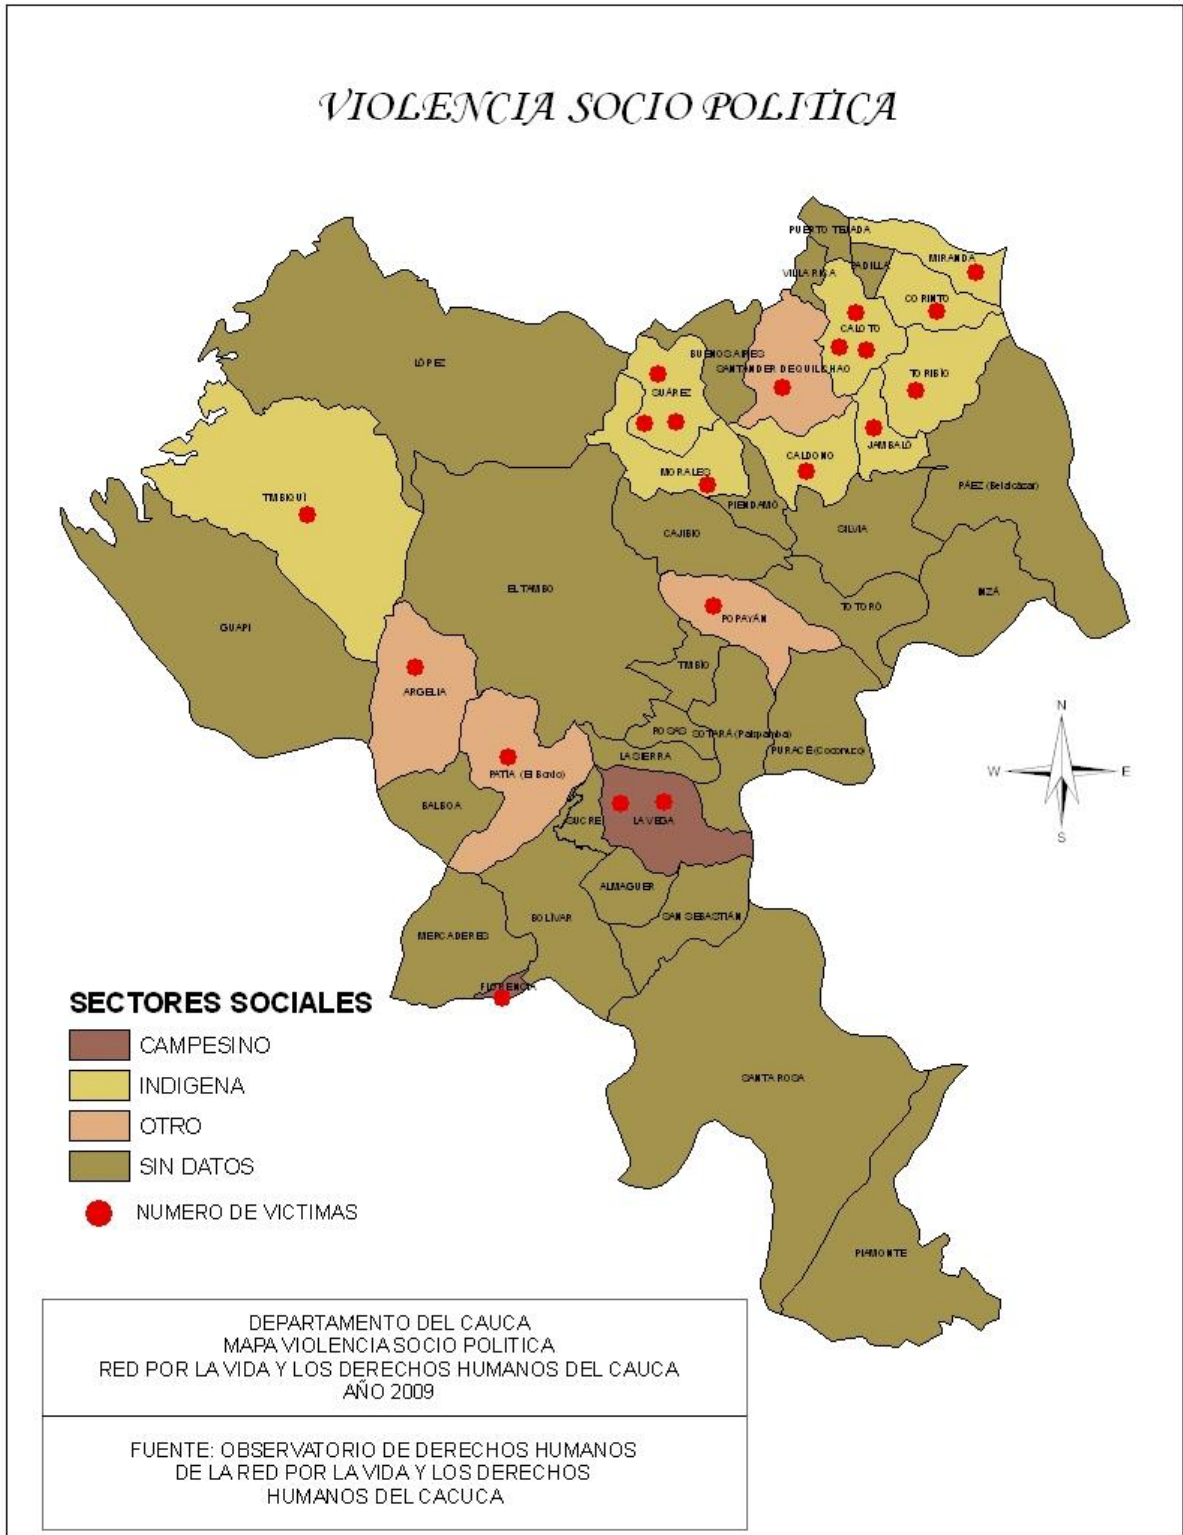 VIOLENCIA SOCIO POLITICA
PUERTO TEJADA
MIRANDA
VILLA RICA
PADILLA
CORINTO
CALOTO
LÓPEZ
BUENOS AIRES
SANTANDER DE QUILICHAO
TORIBÍO
SUÁREZ
JAMBALÓ
CALDONO
MORALES
PÁEZ (Belalcázar)
TIMBIQUÍ
PIENDAMÓ
SILVIA
CAJIBIO
EL TAMBO
INZÁ
TOTORÓ
POPAYÁN
GUAPI
TIMBÍO
ARGELIA
ROSAS
SOTARÁ (Paispamba)
PURACÉ (Coconuco)
LA SIERRA
PATÍA (El Bordo)
BALBOA
SUCRE
LA VEGA
ALMAGUER
BOLÍVAR
SAN SEBASTIÁN
MERCADERES
FLORENCIA
SANTA ROSA
PIAMONTE
N
W
E
S
SECTORES SOCIALES
CAMPESINO
INDIGENA
OTRO
SIN DATOS
NUMERO DE VICTIMAS
DEPARTAMENTO DEL CAUCA
MAPA VIOLENCIA SOCIO POLITICA
RED POR LA VIDA Y LOS DERECHOS HUMANOS DEL CAUCA
AÑO 2009
FUENTE: OBSERVATORIO DE DERECHOS HUMANOS
DE LA RED POR LA VIDA Y LOS DERECHOS
HUMANOS DEL CACUCA